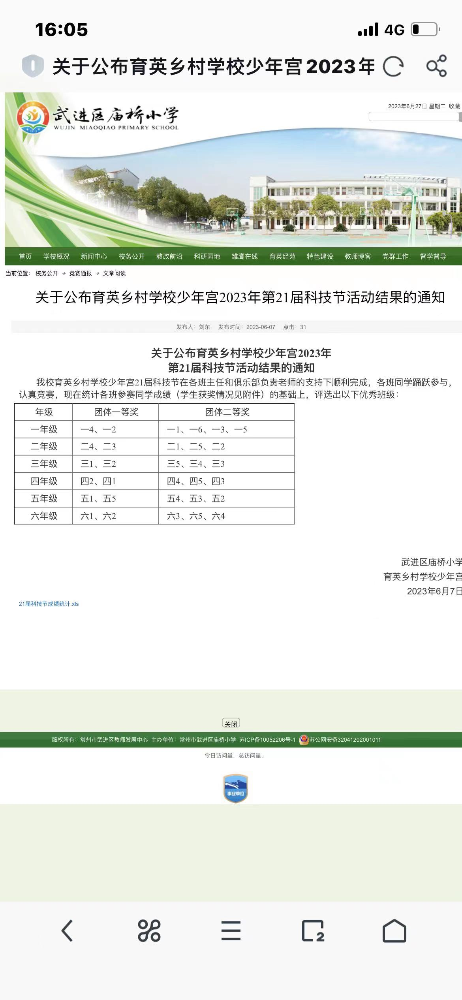 16:05
4G
关于公布育英乡村学校少年宫2023年
武进区庙桥小学
WUJIN MIAOQIAO PRIMARY SCHOOL
1913
2023年6月27日 星期二 收藏
首页 学校概况 新闻中心 校务公开 教改前沿 科研园地 雏鹰在线 育英经苑 特色建设 教师博客 党群工作 督学督导
当前位置： 校务公开 → 竞赛通报 → 文章阅读
关于公布育英乡村学校少年宫2023年第21届科技节活动结果的通知
发布人：刘东 发布时间：2023-06-07 点击：31
关于公布育英乡村学校少年宫2023年
第21届科技节活动结果的通知
我校育英乡村学校少年宫21届科技节在各班主任和俱乐部负责老师的支持下顺利完成，各班同学踊跃参与，
认真竞赛，现在统计各班参赛同学成绩（学生获奖情况见附件）的基础上，评选出以下优秀班级：
年级 团体一等奖 团体二等奖
一年级 一4、一2 一1、一6、一3、一5
二年级 二4、二3 二1、二5、二2
三年级 三1、三2 三5、三4、三3
四年级 四2、四1 四4、四5、四3
五年级 五1、五5 五4、五3、五2
六年级 六1、六2 六3、六5、六4
武进区庙桥小学
育英乡村学校少年宫
2023年6月7日
21届科技节成绩统计.xls
关闭
版权所有：常州市武进区教师发展中心 主办单位：常州市武进区庙桥小学 苏ICP备10052206号-1 苏公网安备32041202001011
今日访问量，总访问量。
事业单位
2